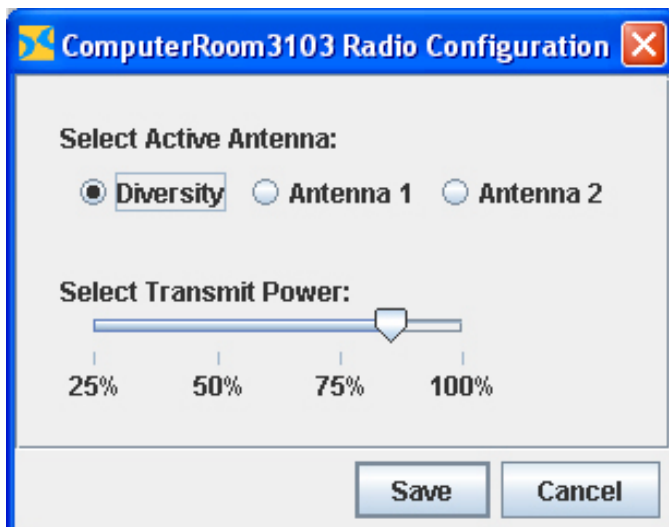 ComputerRoom3103 Radio Configuration
Select Active Antenna:
Diversity Antenna 1 Antenna 2
Select Transmit Power:
25% 50% 75% 100%
Save Cancel